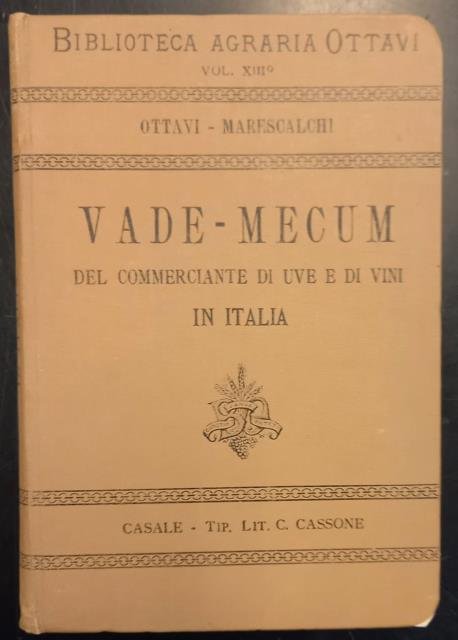 BIBLIOTECA AGRARIA OTTAVI
VOL. XIIIº
OTTAVI - MARESCALCHI
VADE-MECUM
DEL COMMERCIANTE DI UVE E DI VINI
IN ITALIA
CASALE - TIP. LIT. C. CASSONE